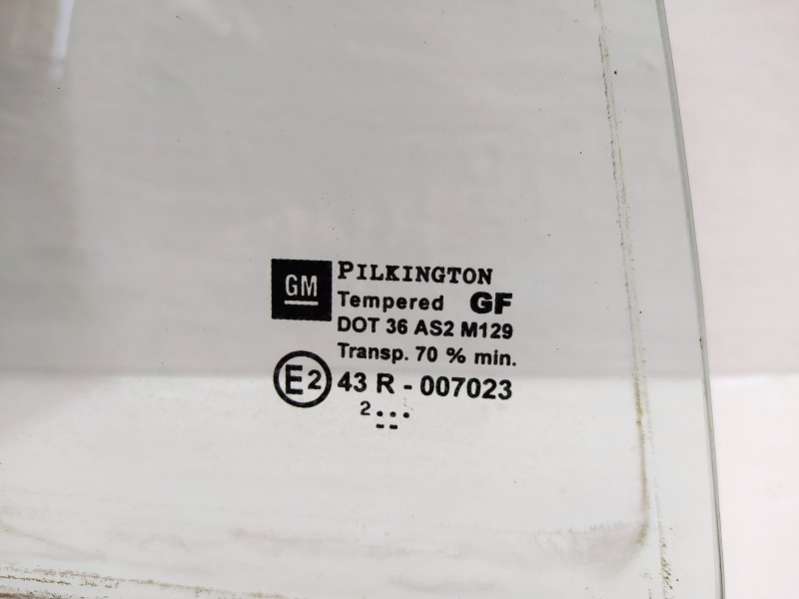 GM PILKINGTON
Tempered GF
DOT 36 AS2 M129
Transp. 70 % min.
E2 43 R - 007023
2...
--